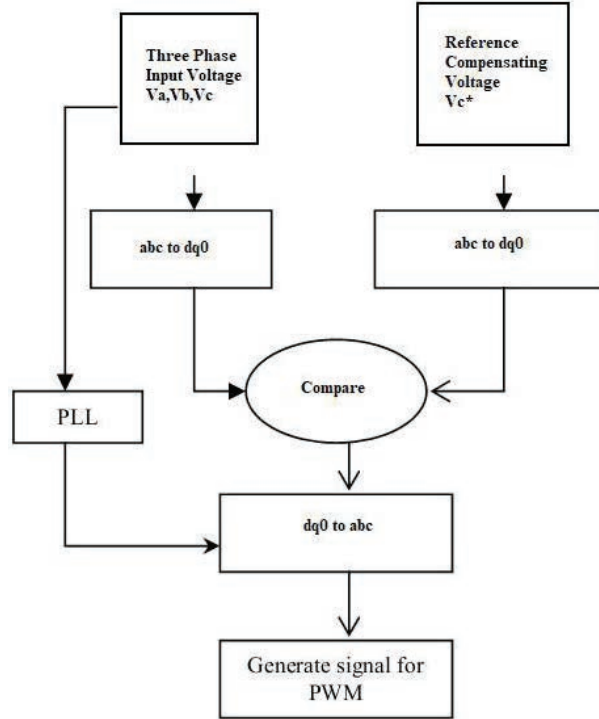 Three Phase
Input Voltage
Va,Vb,Vc
Reference
Compensating
Voltage
Vc*
abc to dq0
abc to dq0
Compare
PLL
dq0 to abc
Generate signal for
PWM